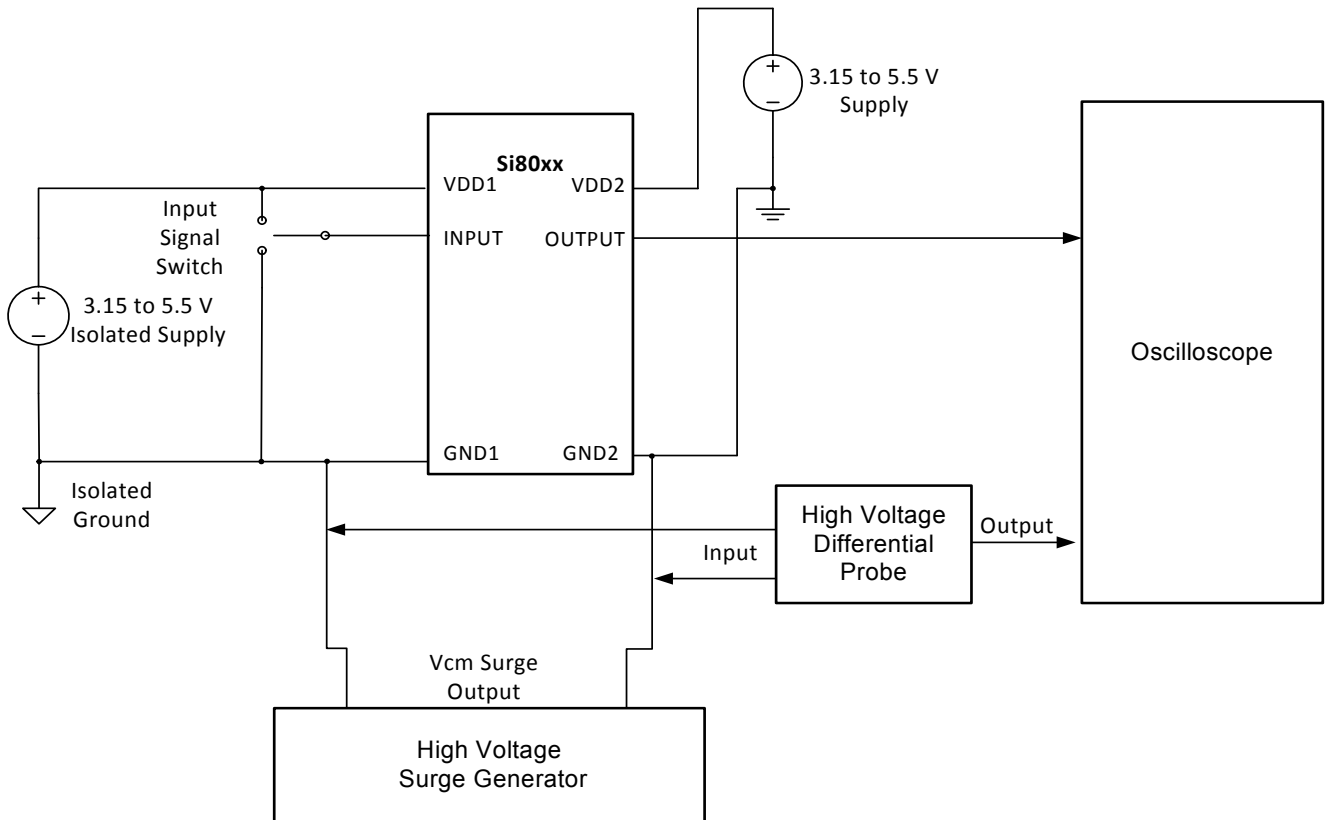 3.15 to 5.5 V
Supply
Si80xx
VDD1
VDD2
Input
Signal
Switch
INPUT
OUTPUT
3.15 to 5.5 V
Isolated Supply
Oscilloscope
GND1
GND2
Isolated
Ground
High Voltage
Differential
Probe
Output
Input
Vcm Surge
Output
High Voltage
Surge Generator